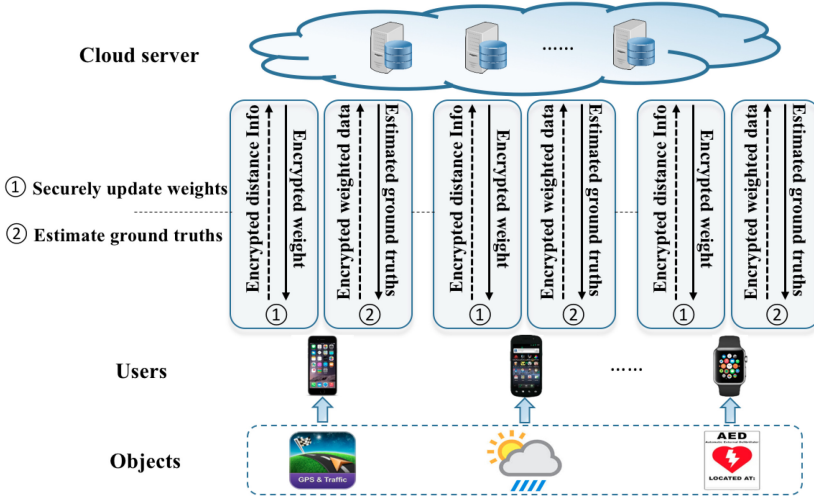 Cloud server
......
Encrypted distance Info
Encrypted weight
①
Encrypted weighted data
Estimated ground truths
②
Encrypted distance Info
Encrypted weight
①
Encrypted weighted data
Estimated ground truths
②
Encrypted distance Info
Encrypted weight
①
Encrypted weighted data
Estimated ground truths
②
① Securely update weights
② Estimate ground truths
Users
......
Objects
GPS & Traffic
AED
LOCATED AT: